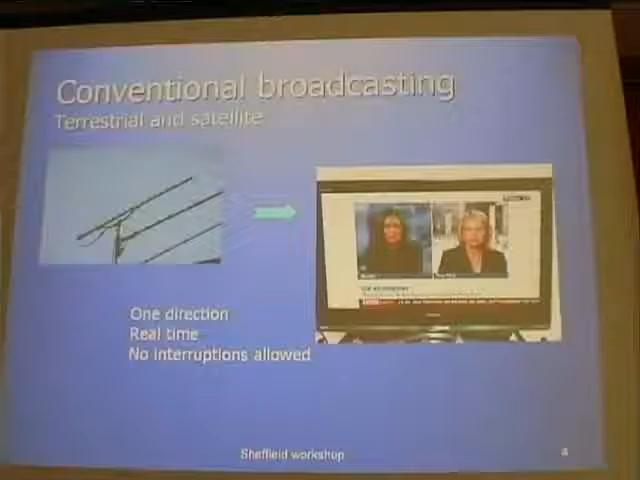 Conventional broadcasting
Terrestrial and satellite
One direction
Real time
No interruptions allowed
Sheffield workshop
4